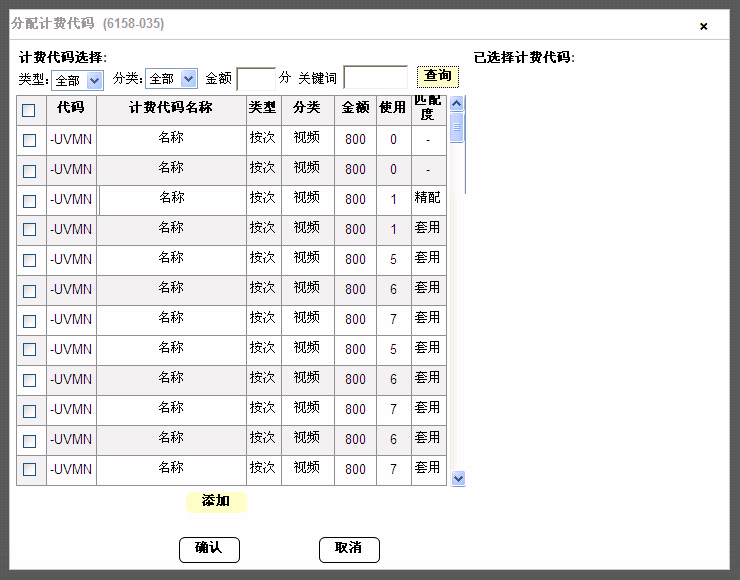 分配计费代码 (6158-035)
计费代码选择: 已选择计费代码:
类型: 全部 分类: 全部 金额 分 关键词 查询
代码 计费代码名称 类型 分类 金额 使用 匹配度
-UVMN 名称 按次 视频 800 0 -
-UVMN 名称 按次 视频 800 0 -
-UVMN 名称 按次 视频 800 1 精配
-UVMN 名称 按次 视频 800 1 套用
-UVMN 名称 按次 视频 800 5 套用
-UVMN 名称 按次 视频 800 6 套用
-UVMN 名称 按次 视频 800 7 套用
-UVMN 名称 按次 视频 800 5 套用
-UVMN 名称 按次 视频 800 6 套用
-UVMN 名称 按次 视频 800 7 套用
-UVMN 名称 按次 视频 800 6 套用
-UVMN 名称 按次 视频 800 7 套用
添加
确认 取消